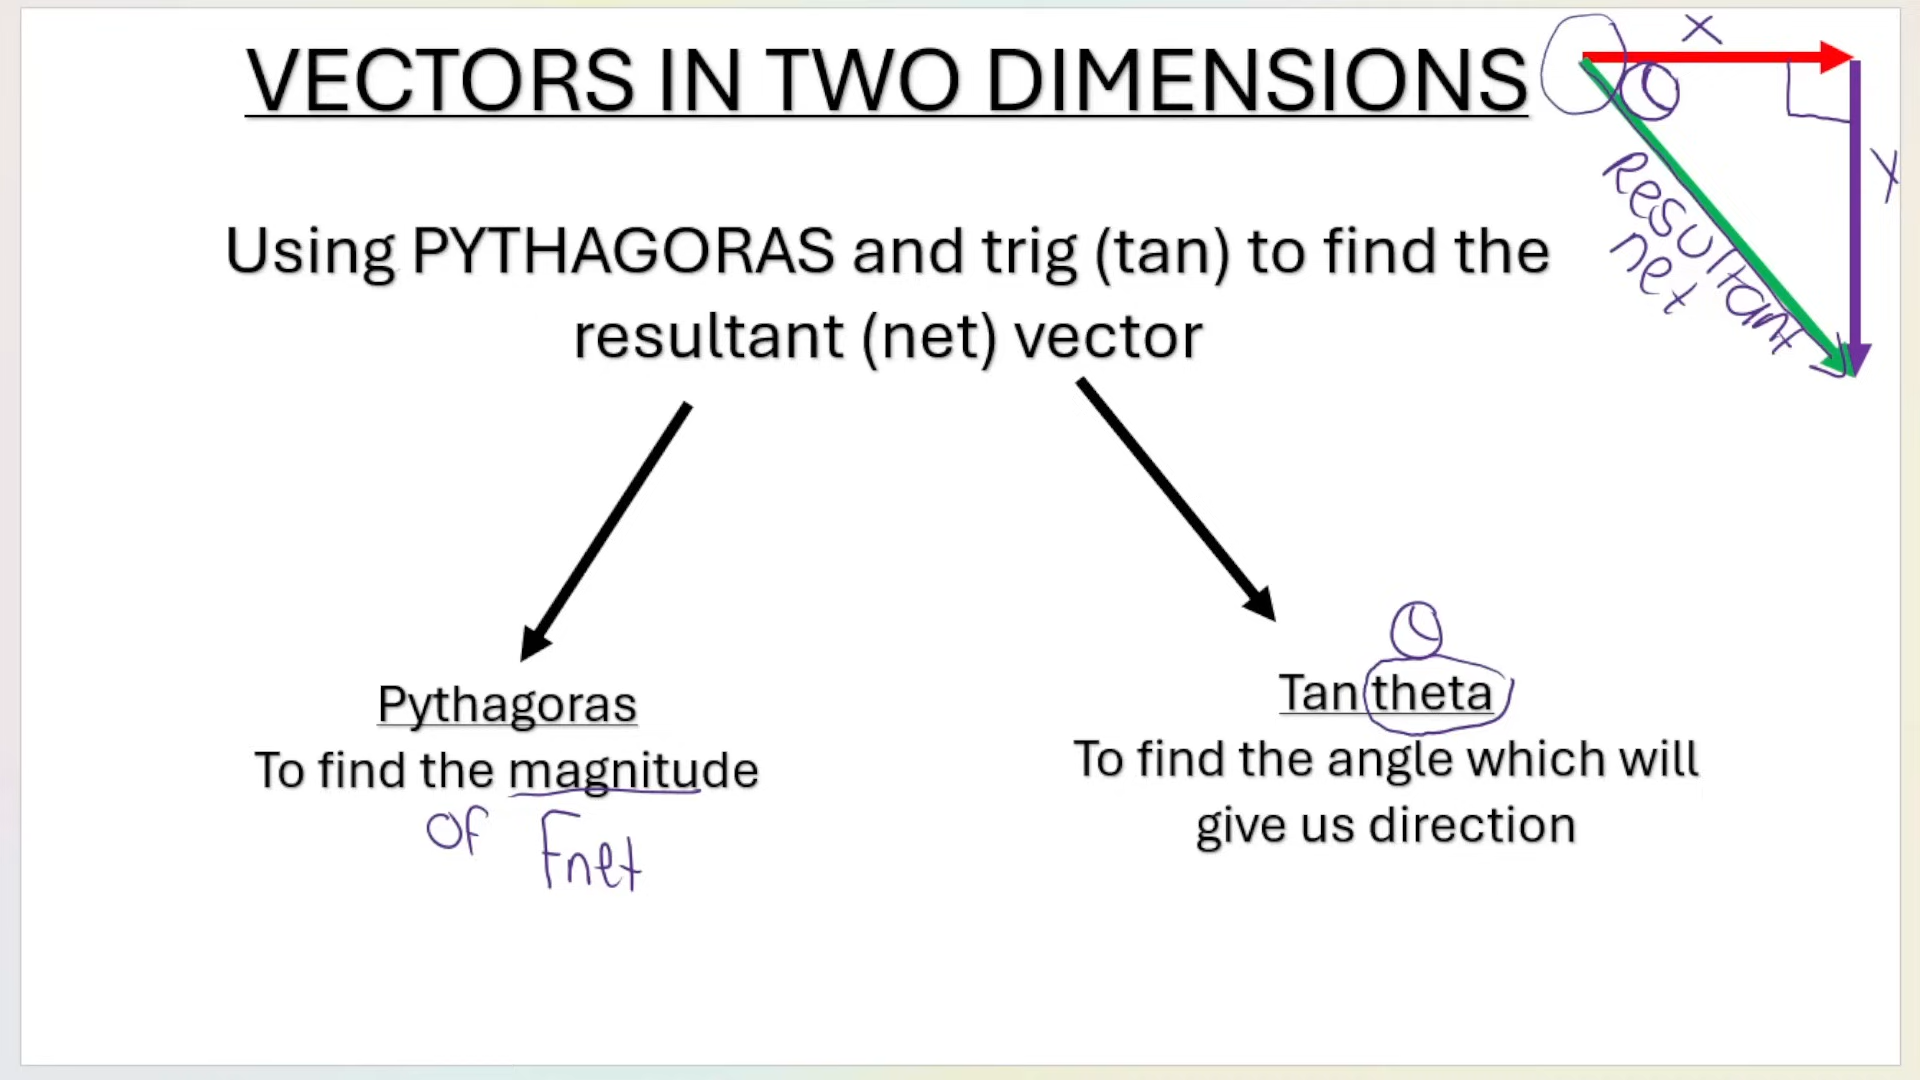 VECTORS IN TWO DIMENSIONS
x
θ
y
Resultant
net
Using PYTHAGORAS and trig (tan) to find the
resultant (net) vector
θ
Pythagoras
To find the magnitude
of Fnet
Tan theta
To find the angle which will
give us direction